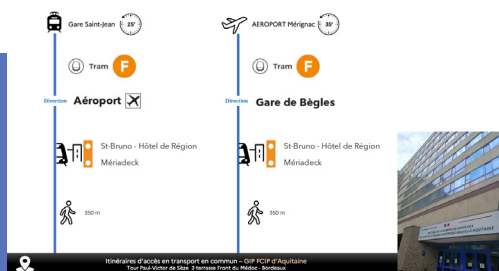 Gare Saint-Jean 25'
Tram F
Direction Aéroport
St-Bruno - Hôtel de Région
Mériadeck
350 m
AEROPORT Mérignac 35'
Tram F
Direction Gare de Bègles
St-Bruno - Hôtel de Région
Mériadeck
350 m
Itinéraires d'accès en transport en commun – GIP FCIP d'Aquitaine
Tour Paul-Victor de Sèze 3 terrasse Front du Médoc - Bordeaux